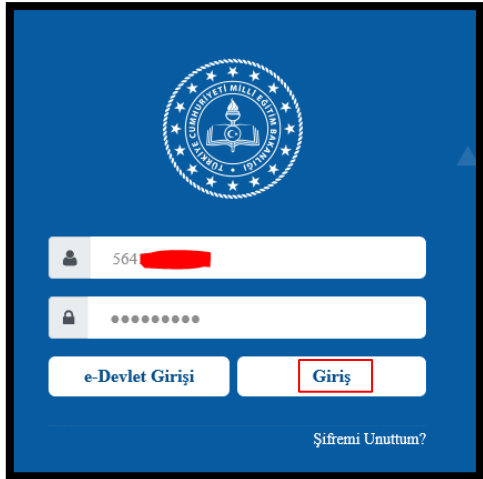 TÜRKİYE CUMHURİYETİ MİLLİ EĞİTİM BAKANLIĞI
564
●●●●●●●●●
e-Devlet Girişi
Giriş
Şifremi Unuttum?